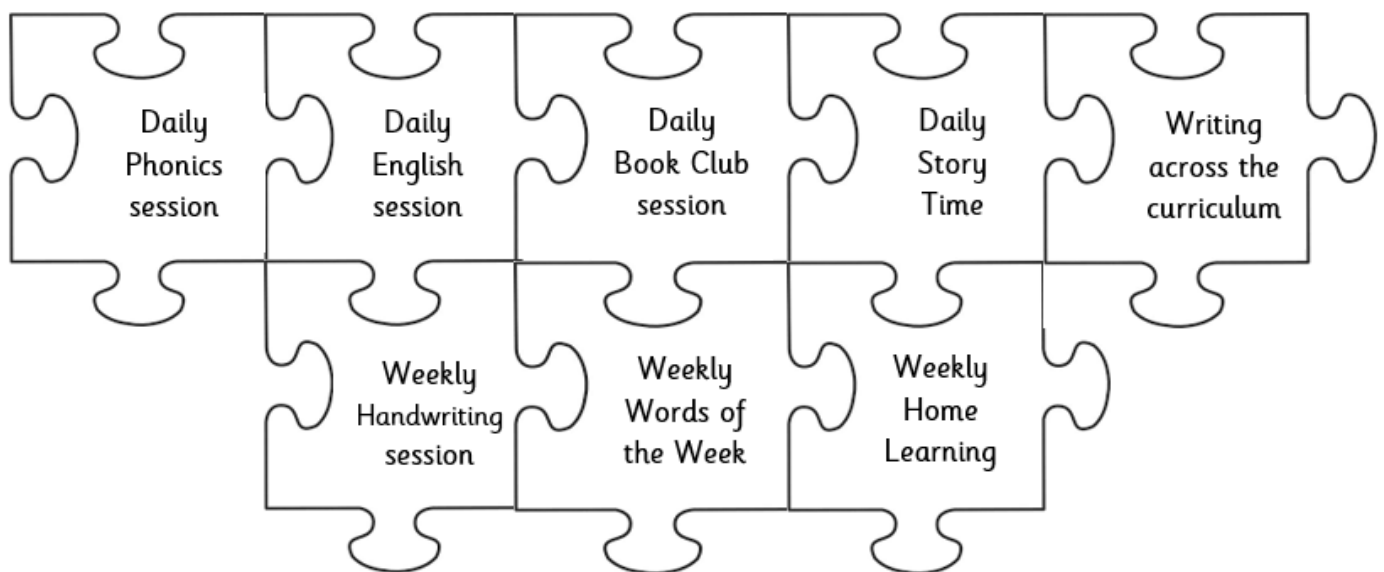 Daily
Phonics
session
Daily
English
session
Daily
Book Club
session
Daily
Story
Time
Writing
across the
curriculum
Weekly
Handwriting
session
Weekly
Words of
the Week
Weekly
Home
Learning